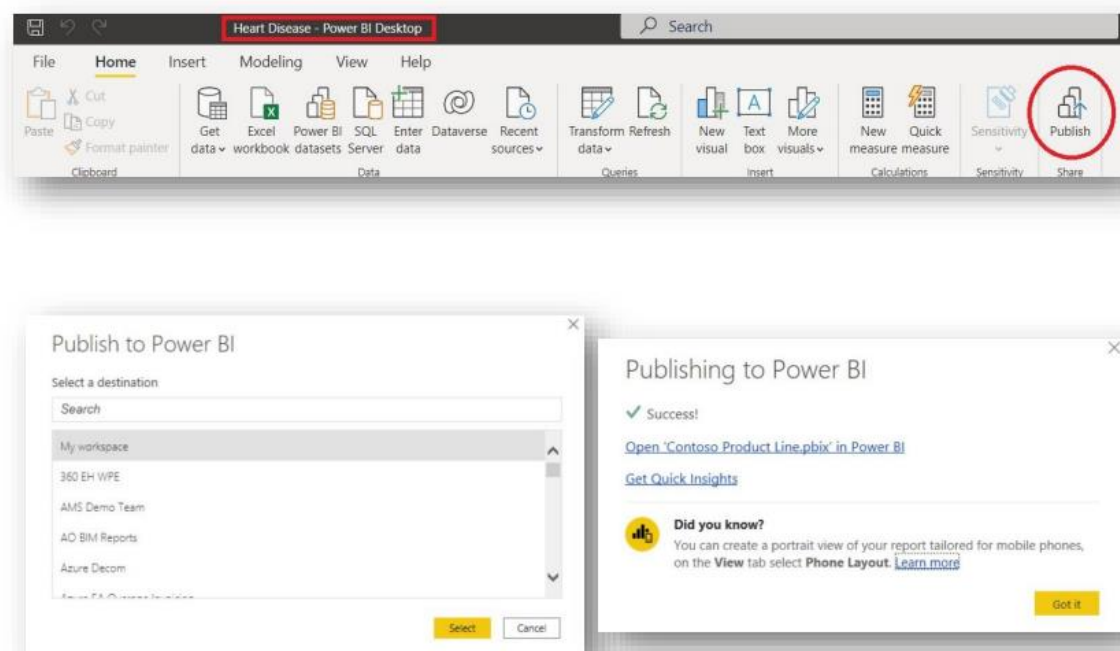 Heart Disease - Power BI Desktop
Search
File Home Insert Modeling View Help
Paste
Cut
Copy
Format painter
Get data
Excel workbook
Power BI datasets
SQL Server
Enter data
Dataverse
Recent sources
Transform data
Refresh
New visual
Text box
More visuals
New measure
Quick measure
Sensitivity
Publish
Clipboard
Data
Queries
Insert
Calculations
Sensitivity
Share
Publish to Power BI
Select a destination
Search
My workspace
360 EH WPE
AMS Demo Team
AO BIM Reports
Azure Decom
Select
Cancel
Publishing to Power BI
Success!
Open 'Contoso Product Line.pbix' in Power BI
Get Quick Insights
Did you know?
You can create a portrait view of your report tailored for mobile phones,
on the View tab select Phone Layout. Learn more
Got it